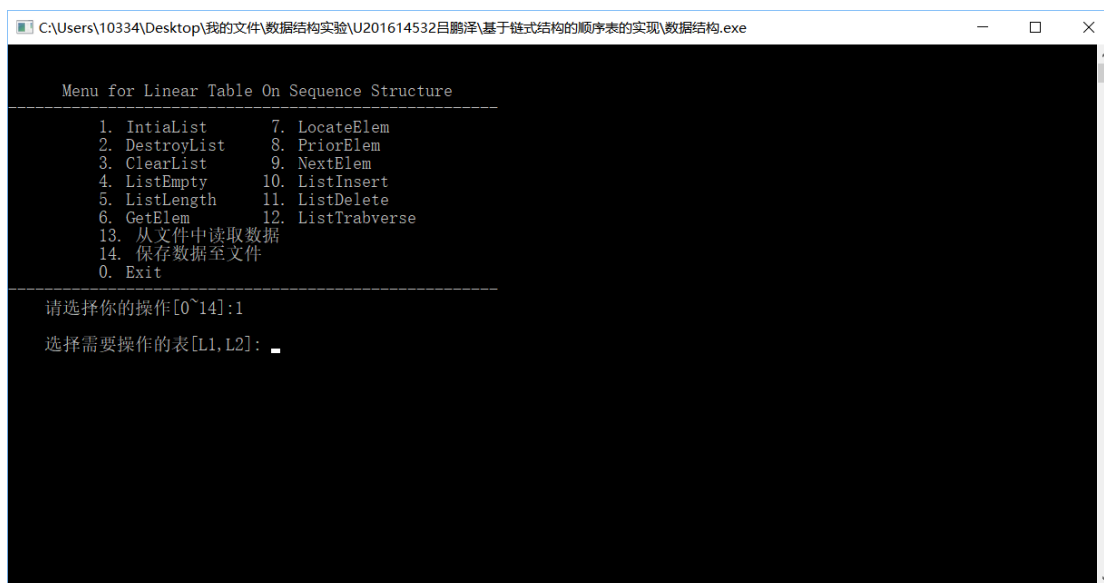 C:\Users\10334\Desktop\我的文件\数据结构实验\U201614532吕鹏泽\基于链式结构的顺序表的实现\数据结构.exe
Menu for Linear Table On Sequence Structure
-------------------------------------------------------
1. IntiaList 7. LocateElem
2. DestroyList 8. PriorElem
3. ClearList 9. NextElem
4. ListEmpty 10. ListInsert
5. ListLength 11. ListDelete
6. GetElem 12. ListTrabverse
13. 从文件中读取数据
14. 保存数据至文件
0. Exit
-------------------------------------------------------
请选择你的操作[0~14]:1
选择需要操作的表[L1,L2]: